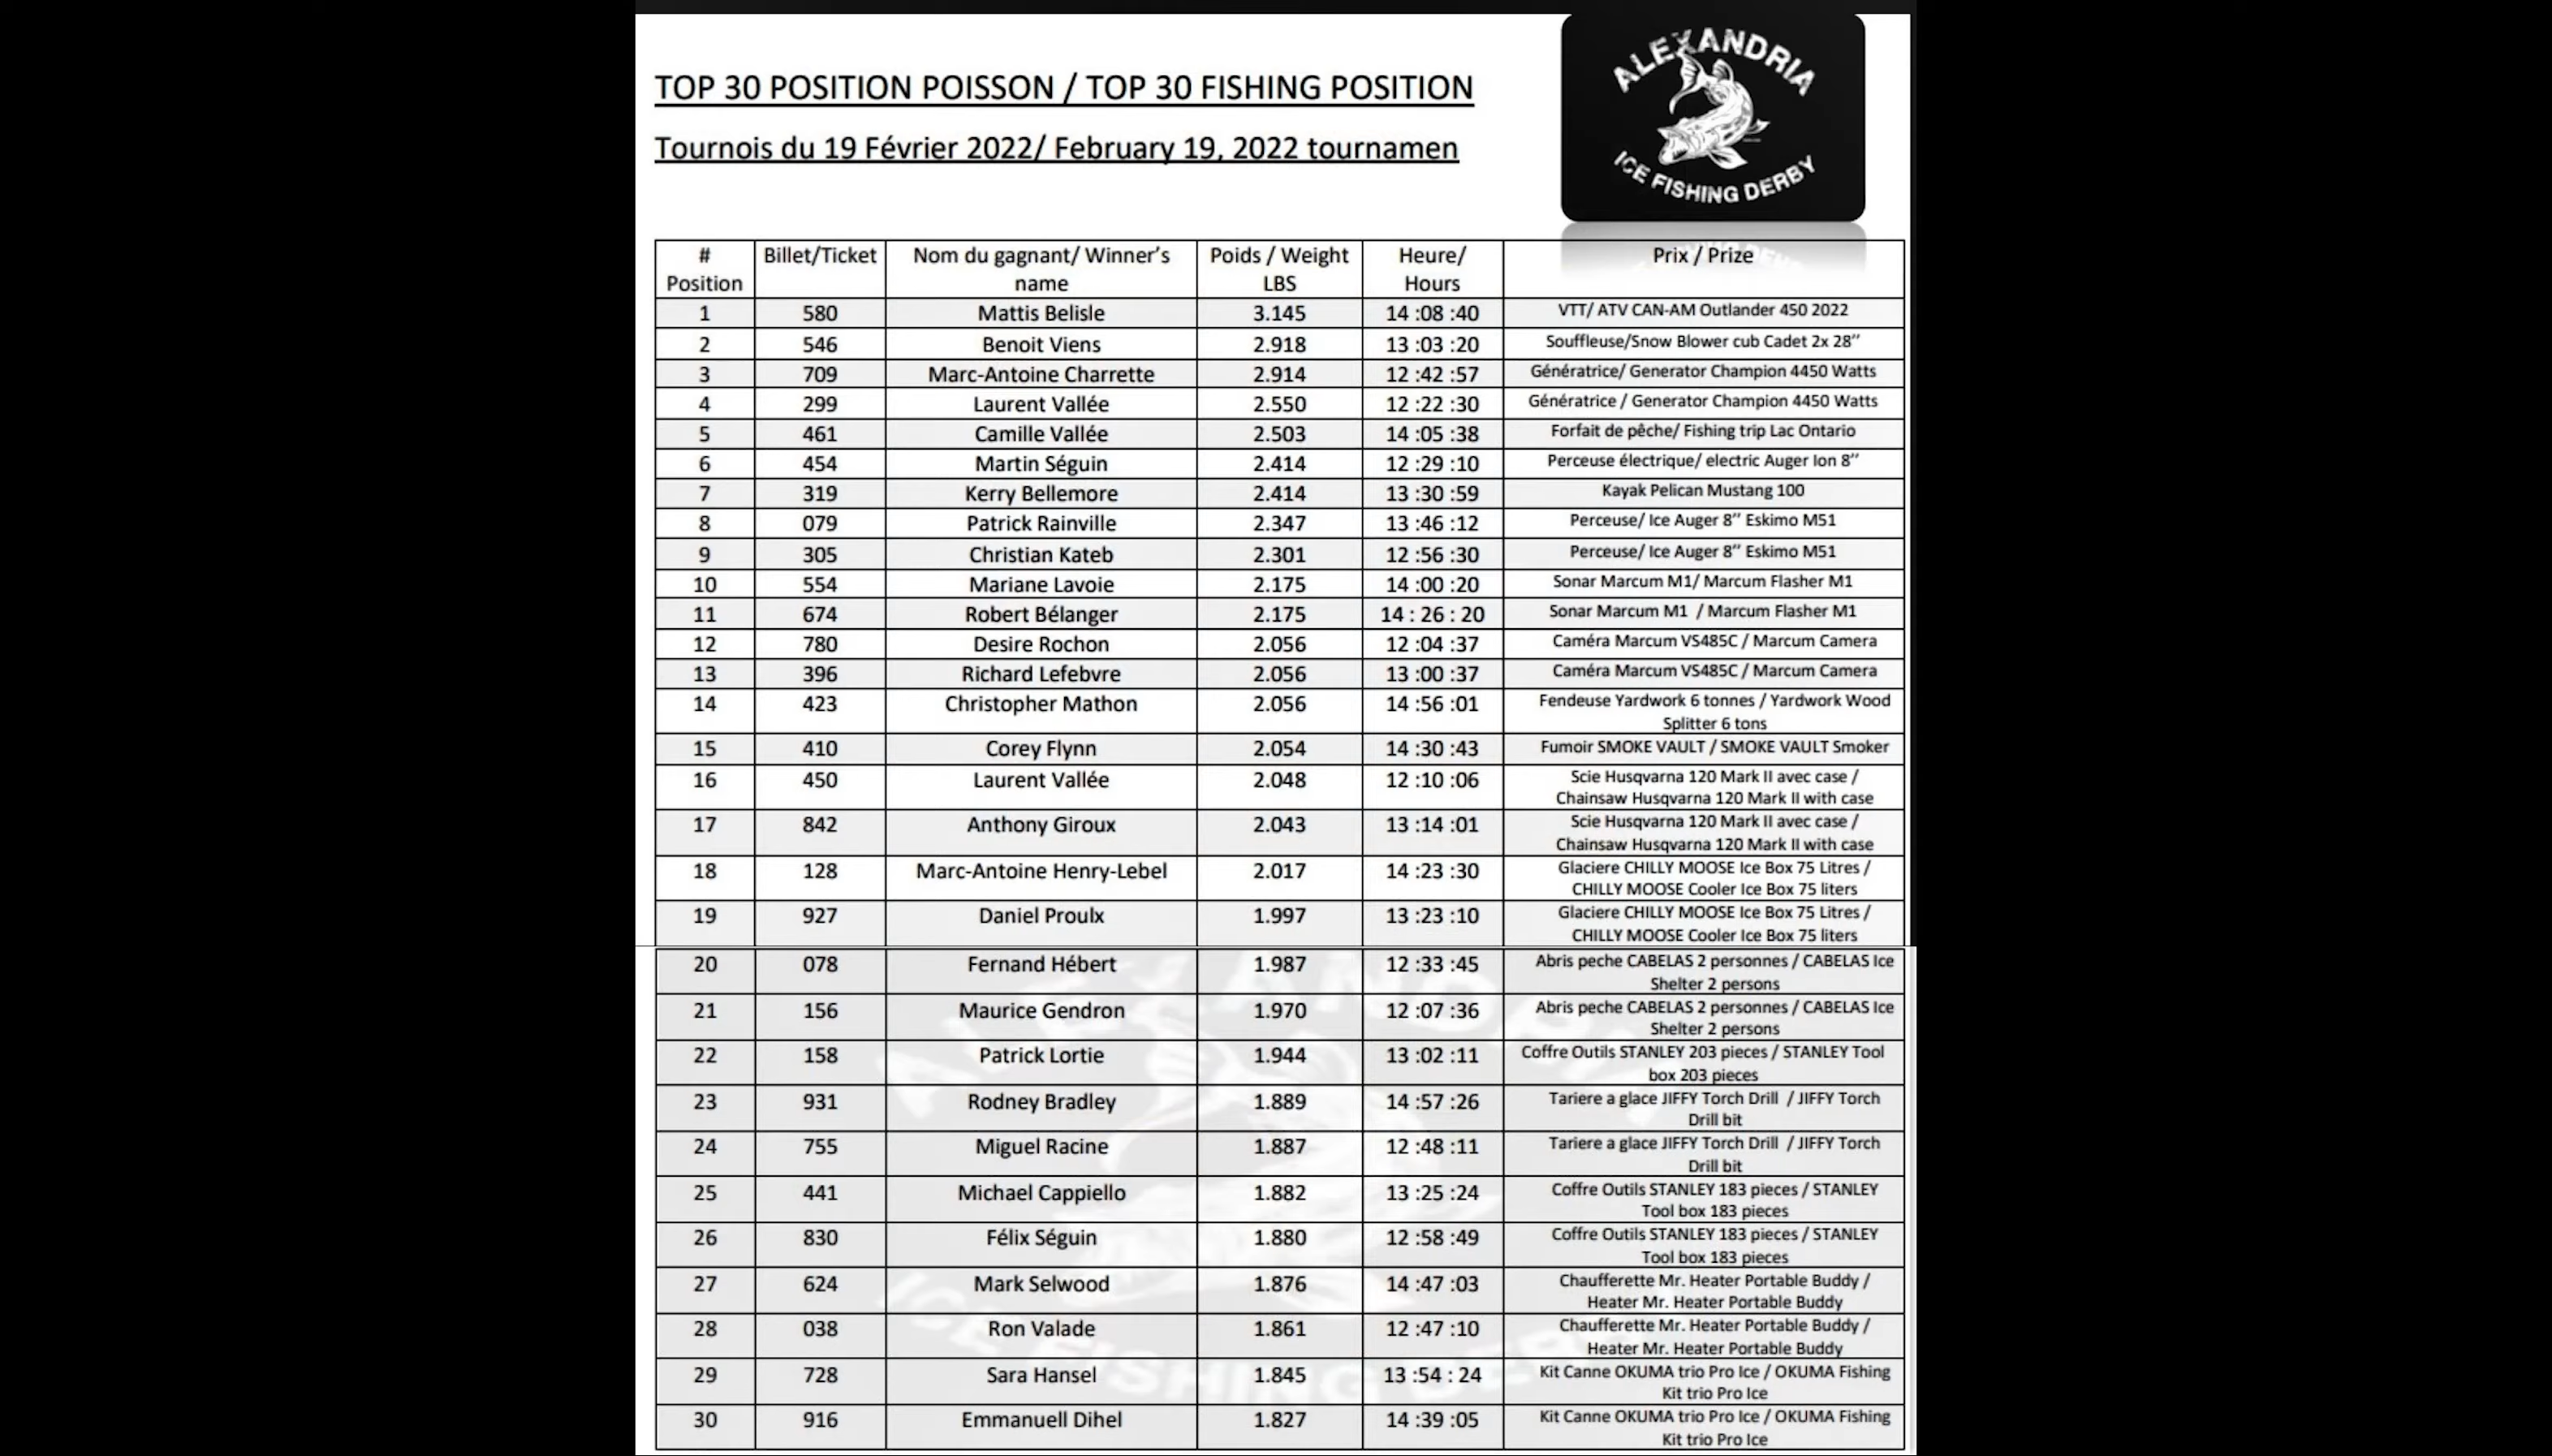 ALEXANDRIA
ICE FISHING DERBY
TOP 30 POSITION POISSON / TOP 30 FISHING POSITION
Tournois du 19 Février 2022/ February 19, 2022 tournamen
# Position Billet/Ticket Nom du gagnant/ Winner's name Poids / Weight LBS Heure/ Hours Prix / Prize
1 580 Mattis Belisle 3.145 14 :08 :40 VTT/ ATV CAN-AM Outlander 450 2022
2 546 Benoit Viens 2.918 13 :03 :20 Souffleuse/Snow Blower cub Cadet 2x 28’’
3 709 Marc-Antoine Charrette 2.914 12 :42 :57 Génératrice/ Generator Champion 4450 Watts
4 299 Laurent Vallée 2.550 12 :22 :30 Génératrice / Generator Champion 4450 Watts
5 461 Camille Vallée 2.503 14 :05 :38 Forfait de pêche/ Fishing trip Lac Ontario
6 454 Martin Séguin 2.414 12 :29 :10 Perceuse électrique/ electric Auger Ion 8’’
7 319 Kerry Bellemore 2.414 13 :30 :59 Kayak Pelican Mustang 100
8 079 Patrick Rainville 2.347 13 :46 :12 Perceuse/ Ice Auger 8’’ Eskimo M51
9 305 Christian Kateb 2.301 12 :56 :30 Perceuse/ Ice Auger 8’’ Eskimo M51
10 554 Mariane Lavoie 2.175 14 :00 :20 Sonar Marcum M1/ Marcum Flasher M1
11 674 Robert Bélanger 2.175 14 : 26 : 20 Sonar Marcum M1 / Marcum Flasher M1
12 780 Desire Rochon 2.056 12 :04 :37 Caméra Marcum VS485C / Marcum Camera
13 396 Richard Lefebvre 2.056 13 :00 :37 Caméra Marcum VS485C / Marcum Camera
14 423 Christopher Mathon 2.056 14 :56 :01 Fendeuse Yardwork 6 tonnes / Yardwork Wood
Splitter 6 tons
15 410 Corey Flynn 2.054 14 :30 :43 Fumoir SMOKE VAULT / SMOKE VAULT Smoker
16 450 Laurent Vallée 2.048 12 :10 :06 Scie Husqvarna 120 Mark II avec case /
Chainsaw Husqvarna 120 Mark II with case
17 842 Anthony Giroux 2.043 13 :14 :01 Scie Husqvarna 120 Mark II avec case /
Chainsaw Husqvarna 120 Mark II with case
18 128 Marc-Antoine Henry-Lebel 2.017 14 :23 :30 Glaciere CHILLY MOOSE Ice Box 75 Litres /
CHILLY MOOSE Cooler Ice Box 75 liters
19 927 Daniel Proulx 1.997 13 :23 :10 Glaciere CHILLY MOOSE Ice Box 75 Litres /
CHILLY MOOSE Cooler Ice Box 75 liters
20 078 Fernand Hébert 1.987 12 :33 :45 Abris peche CABELAS 2 personnes / CABELAS Ice
Shelter 2 persons
21 156 Maurice Gendron 1.970 12 :07 :36 Abris peche CABELAS 2 personnes / CABELAS Ice
Shelter 2 persons
22 158 Patrick Lortie 1.944 13 :02 :11 Coffre Outils STANLEY 203 pieces / STANLEY Tool
box 203 pieces
23 931 Rodney Bradley 1.889 14 :57 :26 Tariere a glace JIFFY Torch Drill / JIFFY Torch
Drill bit
24 755 Miguel Racine 1.887 12 :48 :11 Tariere a glace JIFFY Torch Drill / JIFFY Torch
Drill bit
25 441 Michael Cappiello 1.882 13 :25 :24 Coffre Outils STANLEY 183 pieces / STANLEY
Tool box 183 pieces
26 830 Félix Séguin 1.880 12 :58 :49 Coffre Outils STANLEY 183 pieces / STANLEY
Tool box 183 pieces
27 624 Mark Selwood 1.876 14 :47 :03 Chaufferette Mr. Heater Portable Buddy /
Heater Mr. Heater Portable Buddy
28 038 Ron Valade 1.861 12 :47 :10 Chaufferette Mr. Heater Portable Buddy /
Heater Mr. Heater Portable Buddy
29 728 Sara Hansel 1.845 13 :54 : 24 Kit Canne OKUMA trio Pro Ice / OKUMA Fishing
Kit trio Pro Ice
30 916 Emmanuell Dihel 1.827 14 :39 :05 Kit Canne OKUMA trio Pro Ice / OKUMA Fishing
Kit trio Pro Ice